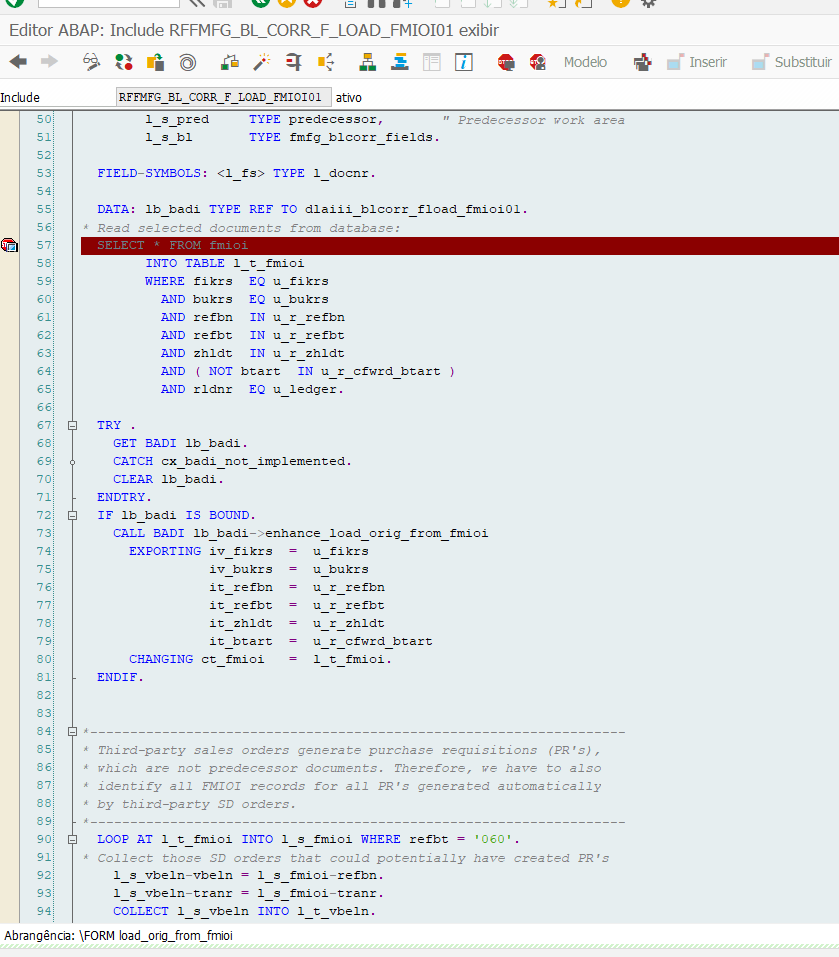 Editor ABAP: Include RFFMFG_BL_CORR_F_LOAD_FMIOI01 exibir
Modelo Inserir Substituir
Include RFFMFG_BL_CORR_F_LOAD_FMIOI01 ativo
50 l_s_pred TYPE predecessor, " Predecessor work area
51 l_s_bl TYPE fmfg_blcorr_fields.
52
53 FIELD-SYMBOLS: <l_fs> TYPE l_docnr.
54
55 DATA: lb_badi TYPE REF TO dlaiii_blcorr_fload_fmioi01.
56 * Read selected documents from database:
57 SELECT * FROM fmioi
58 INTO TABLE l_t_fmioi
59 WHERE fikrs EQ u_fikrs
60 AND bukrs EQ u_bukrs
61 AND refbn IN u_r_refbn
62 AND refbt IN u_r_refbt
63 AND zhldt IN u_r_zhldt
64 AND ( NOT btart IN u_r_cfwrd_btart )
65 AND rldnr EQ u_ledger.
66
67 TRY .
68 GET BADI lb_badi.
69 CATCH cx_badi_not_implemented.
70 CLEAR lb_badi.
71 ENDTRY.
72 IF lb_badi IS BOUND.
73 CALL BADI lb_badi->enhance_load_orig_from_fmioi
74 EXPORTING iv_fikrs = u_fikrs
75 iv_bukrs = u_bukrs
76 it_refbn = u_r_refbn
77 it_refbt = u_r_refbt
78 it_zhldt = u_r_zhldt
79 it_btart = u_r_cfwrd_btart
80 CHANGING ct_fmioi = l_t_fmioi.
81 ENDIF.
82
83
84 *-------------------------------------------------------------------
85 * Third-party sales orders generate purchase requisitions (PR's),
86 * which are not predecessor documents. Therefore, we have to also
87 * identify all FMIOI records for all PR's generated automatically
88 * by third-party SD orders.
89 *-------------------------------------------------------------------
90 LOOP AT l_t_fmioi INTO l_s_fmioi WHERE refbt = '060'.
91 * Collect those SD orders that could potentially have created PR's
92 l_s_vbeln-vbeln = l_s_fmioi-refbn.
93 l_s_vbeln-tranr = l_s_fmioi-tranr.
94 COLLECT l_s_vbeln INTO l_t_vbeln.
Abrangência: \FORM load_orig_from_fmioi